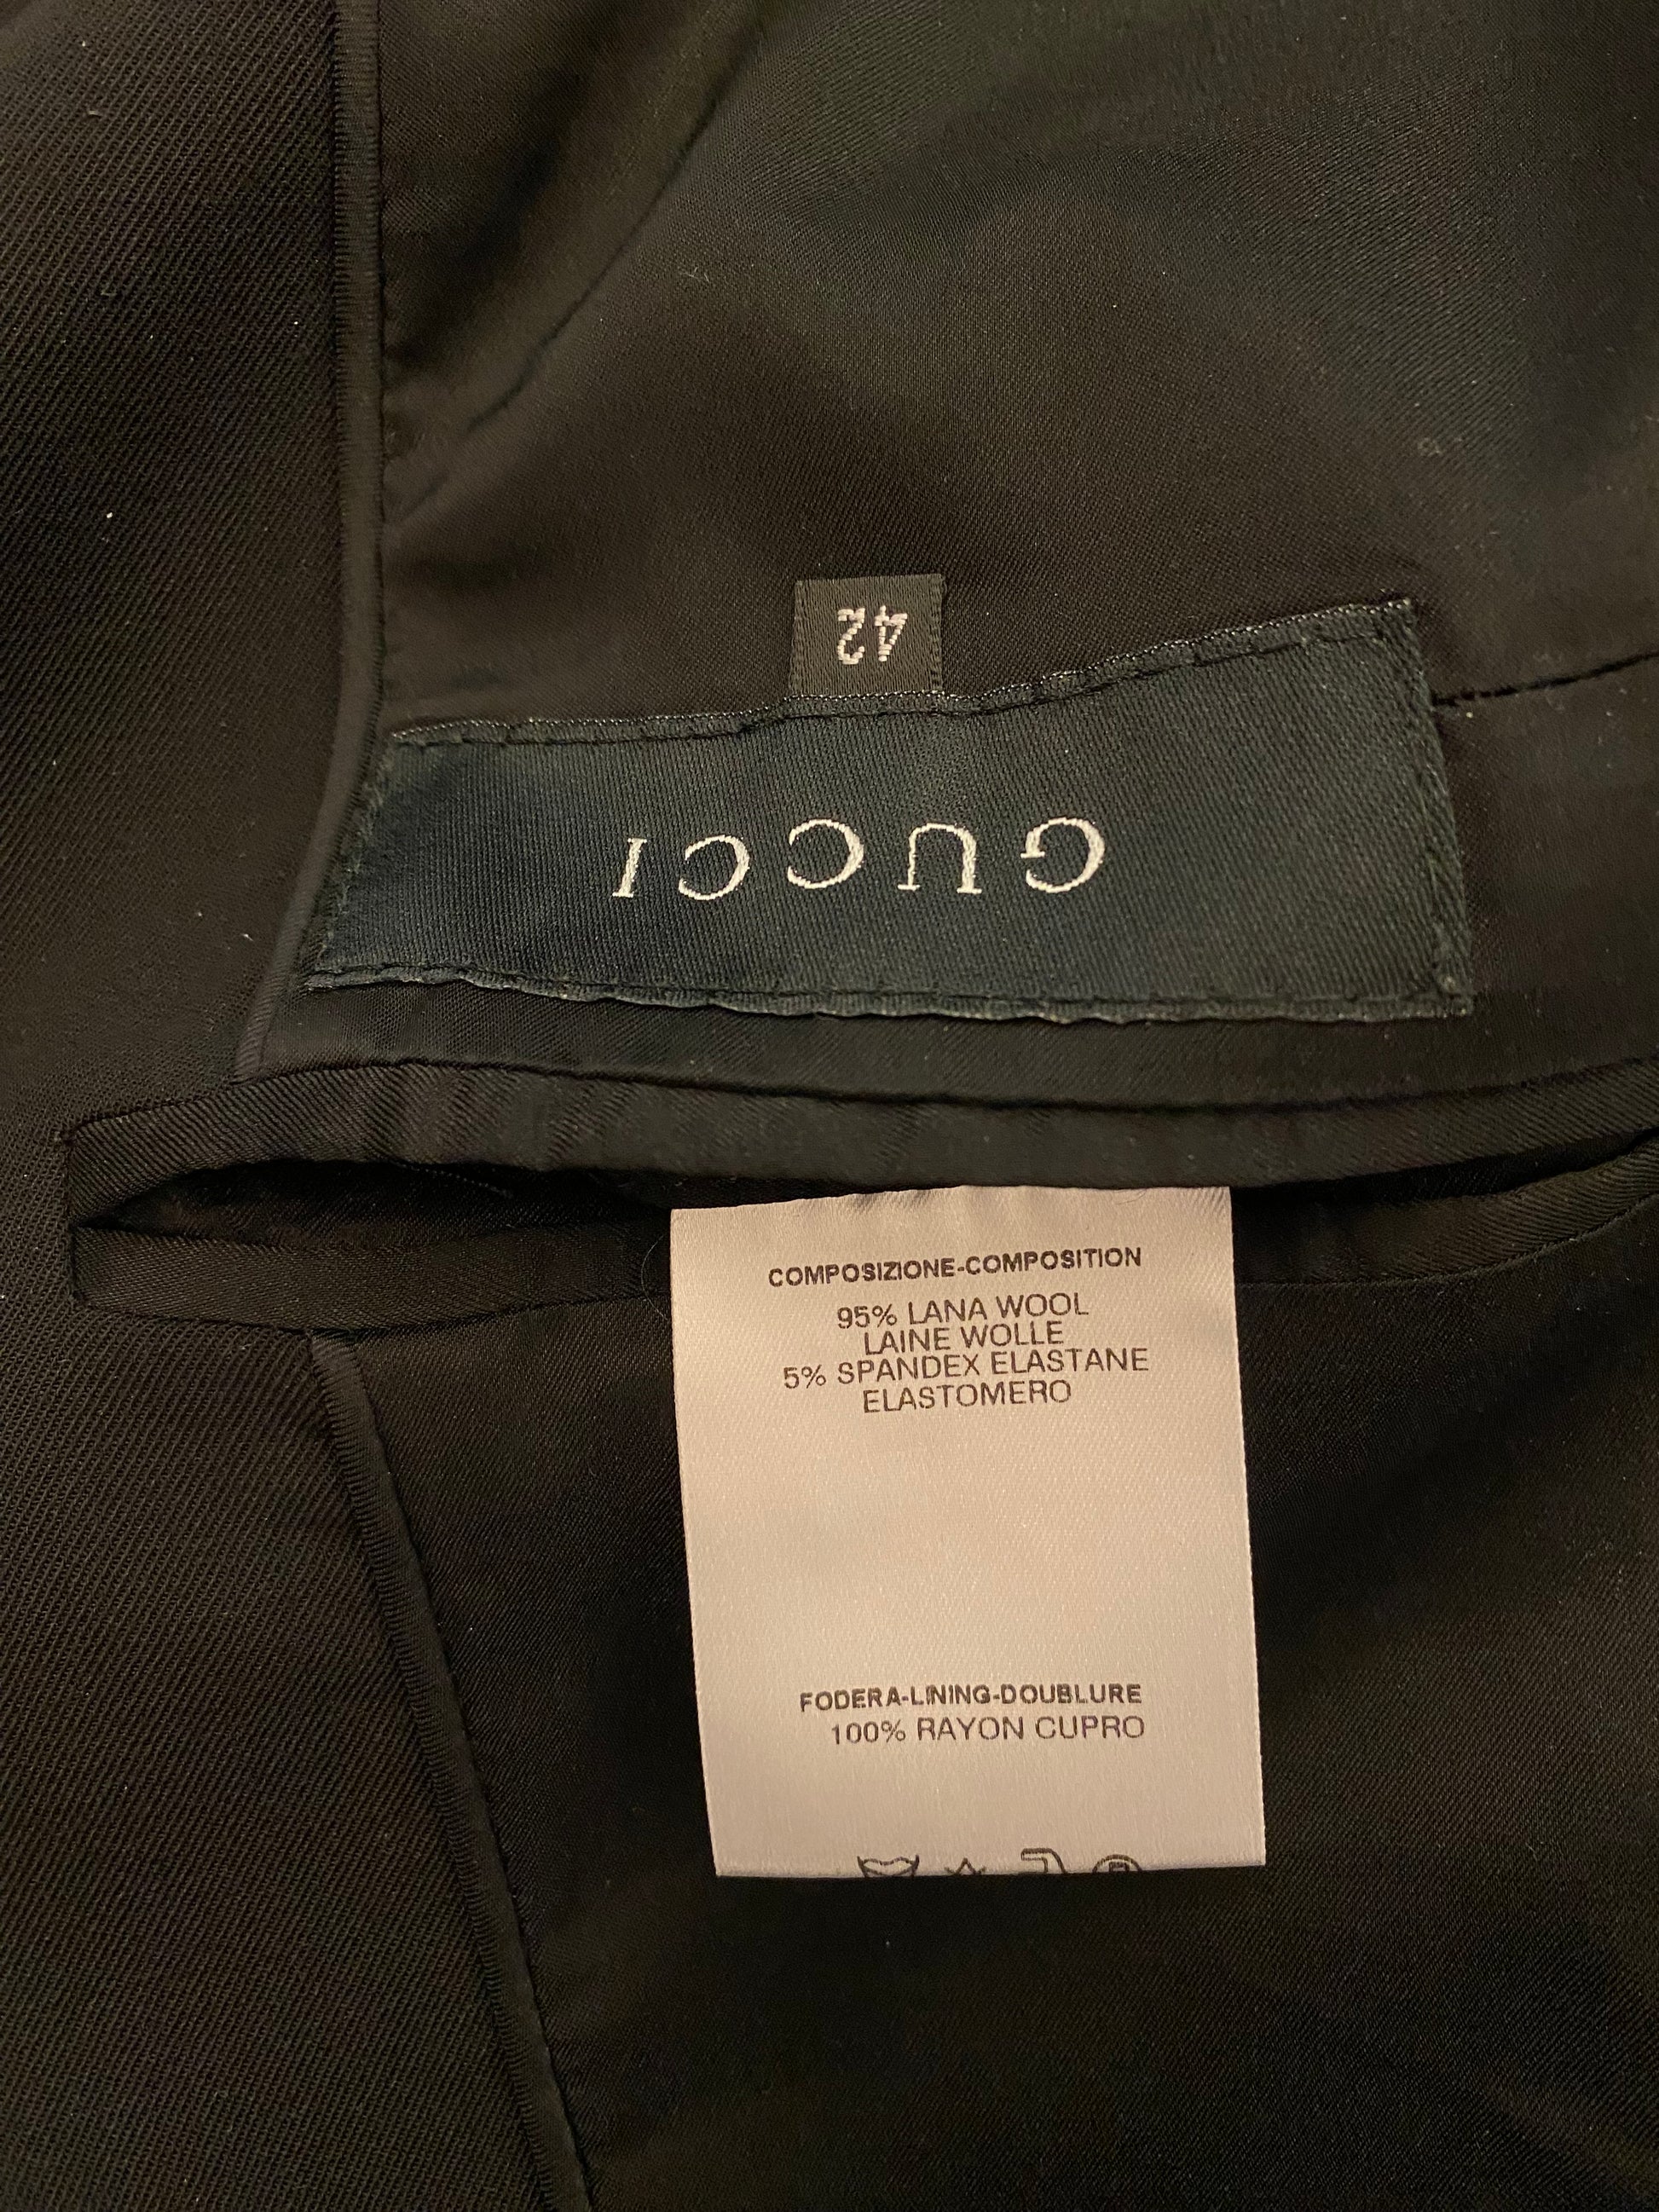 42
GUCCI
COMPOSIZIONE-COMPOSITION
95% LANA WOOL
LAINE WOLLE
5% SPANDEX ELASTANE
ELASTOMERO
FODERA-LINING-DOUBLURE
100% RAYON CUPRO